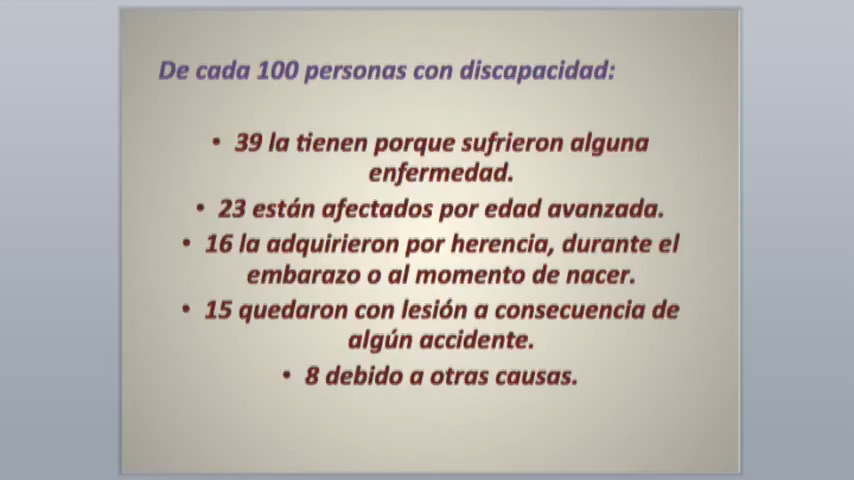 De cada 100 personas con discapacidad:
• 39 la tienen porque sufrieron alguna
enfermedad.
• 23 están afectados por edad avanzada.
• 16 la adquirieron por herencia, durante el
embarazo o al momento de nacer.
• 15 quedaron con lesión a consecuencia de
algún accidente.
• 8 debido a otras causas.